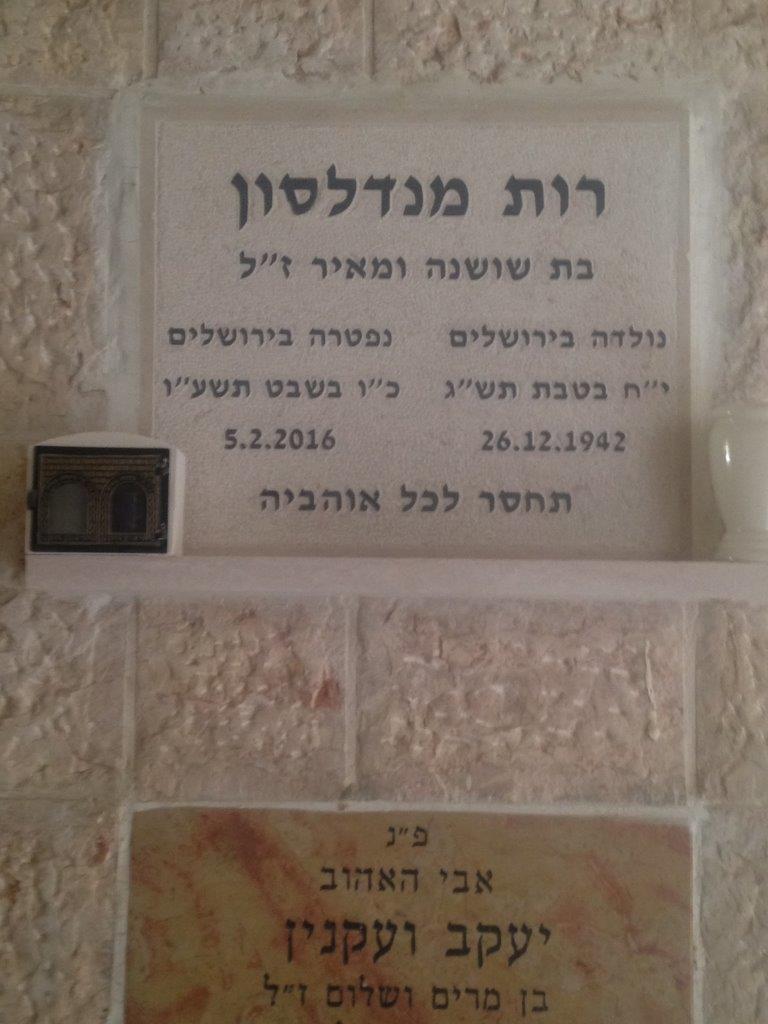 רות מנדלסון
בת שושנה ומאיר ז״ל
נולדה בירושלים נפטרה בירושלים
י״ח בטבת תש״ג כ״ו בשבט תשע״ו
26.12.1942 5.2.2016
תחסר לכל אוהביה
פ״נ
אבי האהוב
יעקב ועקנין
בן מרים ושלום ז״ל